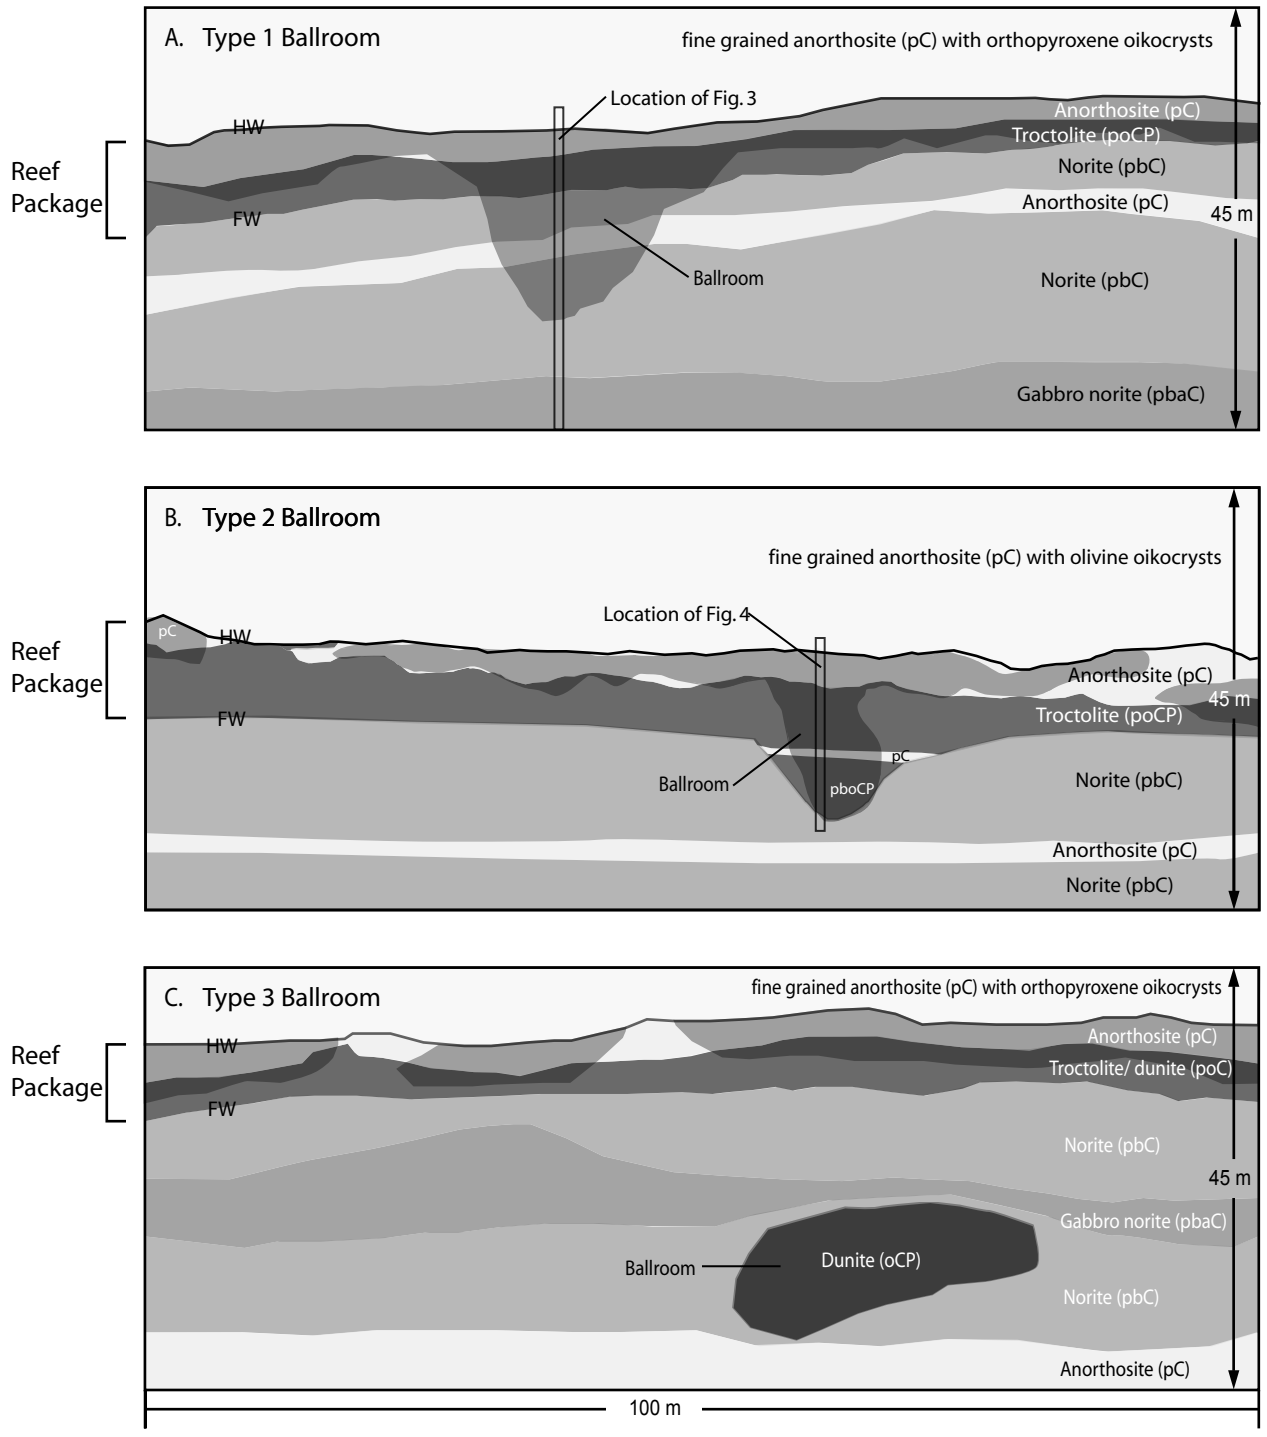 A. Type 1 Ballroom
fine grained anorthosite (pC) with orthopyroxene oikocrysts
Location of Fig. 3
HW
Anorthosite (pC)
Troctolite (poCP)
Reef
Package
Norite (pbC)
Anorthosite (pC)
45 m
FW
Ballroom
Norite (pbC)
Gabbro norite (pbaC)
B. Type 2 Ballroom
fine grained anorthosite (pC) with olivine oikocrysts
Location of Fig. 4
pC
HW
Reef
Package
Anorthosite (pC)
45 m
FW
Troctolite (poCP)
pC
Ballroom
pboCP
Norite (pbC)
Anorthosite (pC)
Norite (pbC)
C. Type 3 Ballroom
fine grained anorthosite (pC) with orthopyroxene oikocrysts
HW
Anorthosite (pC)
Reef
Package
Troctolite/ dunite (poC)
FW
Norite (pbC)
45 m
Gabbro norite (pbaC)
Ballroom
Dunite (oCP)
Norite (pbC)
Anorthosite (pC)
100 m